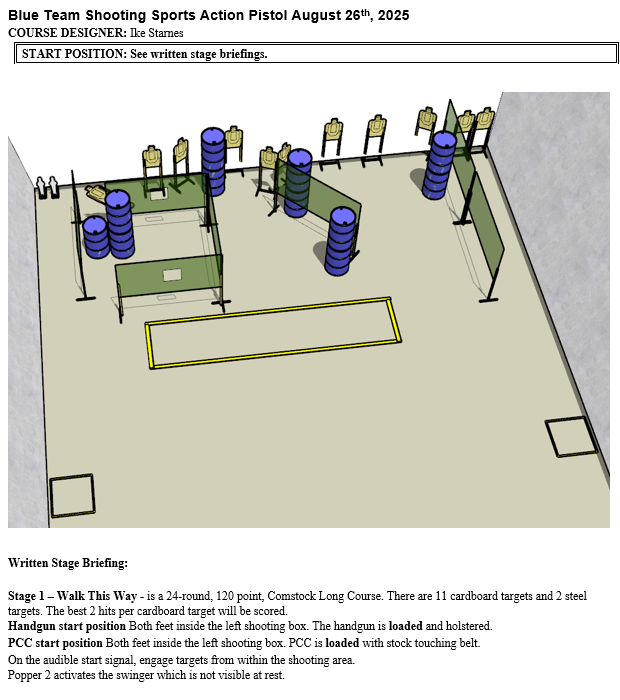 Blue Team Shooting Sports Action Pistol August 26th, 2025
COURSE DESIGNER: Ike Starnes
START POSITION: See written stage briefings.
Written Stage Briefing:
Stage 1 – Walk This Way - is a 24-round, 120 point, Comstock Long Course. There are 11 cardboard targets and 2 steel
targets. The best 2 hits per cardboard target will be scored.
Handgun start position Both feet inside the left shooting box. The handgun is loaded and holstered.
PCC start position Both feet inside the left shooting box. PCC is loaded with stock touching belt.
On the audible start signal, engage targets from within the shooting area.
Popper 2 activates the swinger which is not visible at rest.